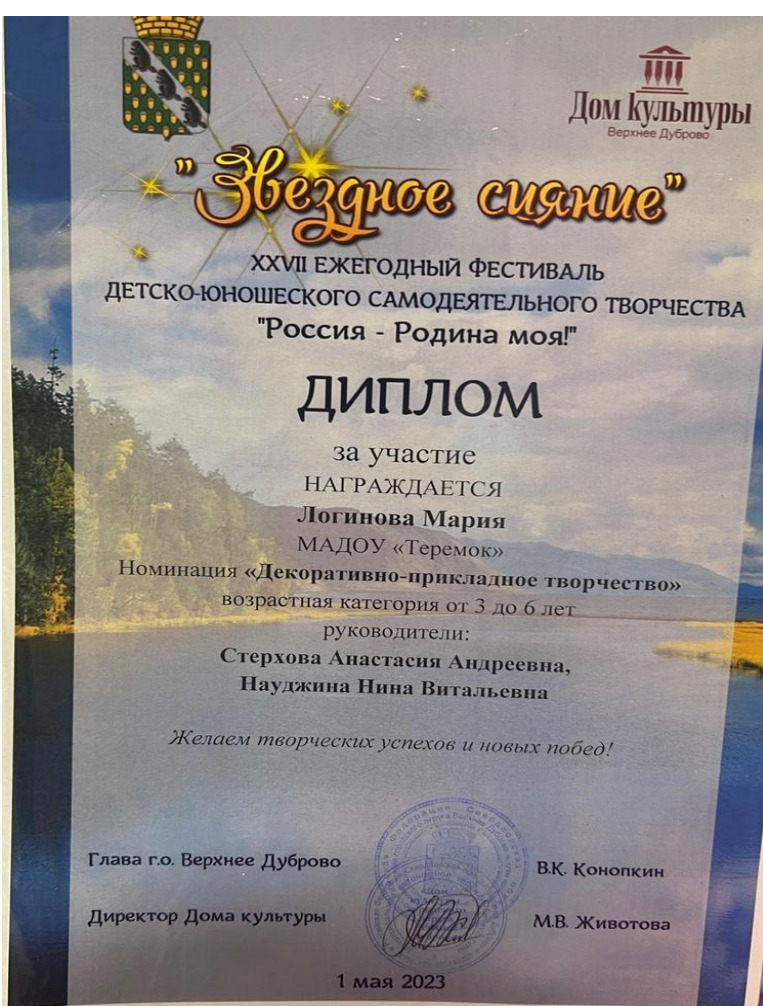 Дом культуры
Верхнее Дуброво
"Звездное сияние"
XXVII ЕЖЕГОДНЫЙ ФЕСТИВАЛЬ
ДЕТСКО-ЮНОШЕСКОГО САМОДЕЯТЕЛЬНОГО ТВОРЧЕСТВА
"Россия - Родина моя!"
ДИПЛОМ
за участие
НАГРАЖДАЕТСЯ
Логинова Мария
МАДОУ «Теремок»
Номинация «Декоративно-прикладное творчество»
возрастная категория от 3 до 6 лет
руководители:
Стерхова Анастасия Андреевна,
Науджина Нина Витальевна
Желаем творческих успехов и новых побед!
Глава г.о. Верхнее Дуброво В.К. Конопкин
Директор Дома культуры М.В. Животова
1 мая 2023